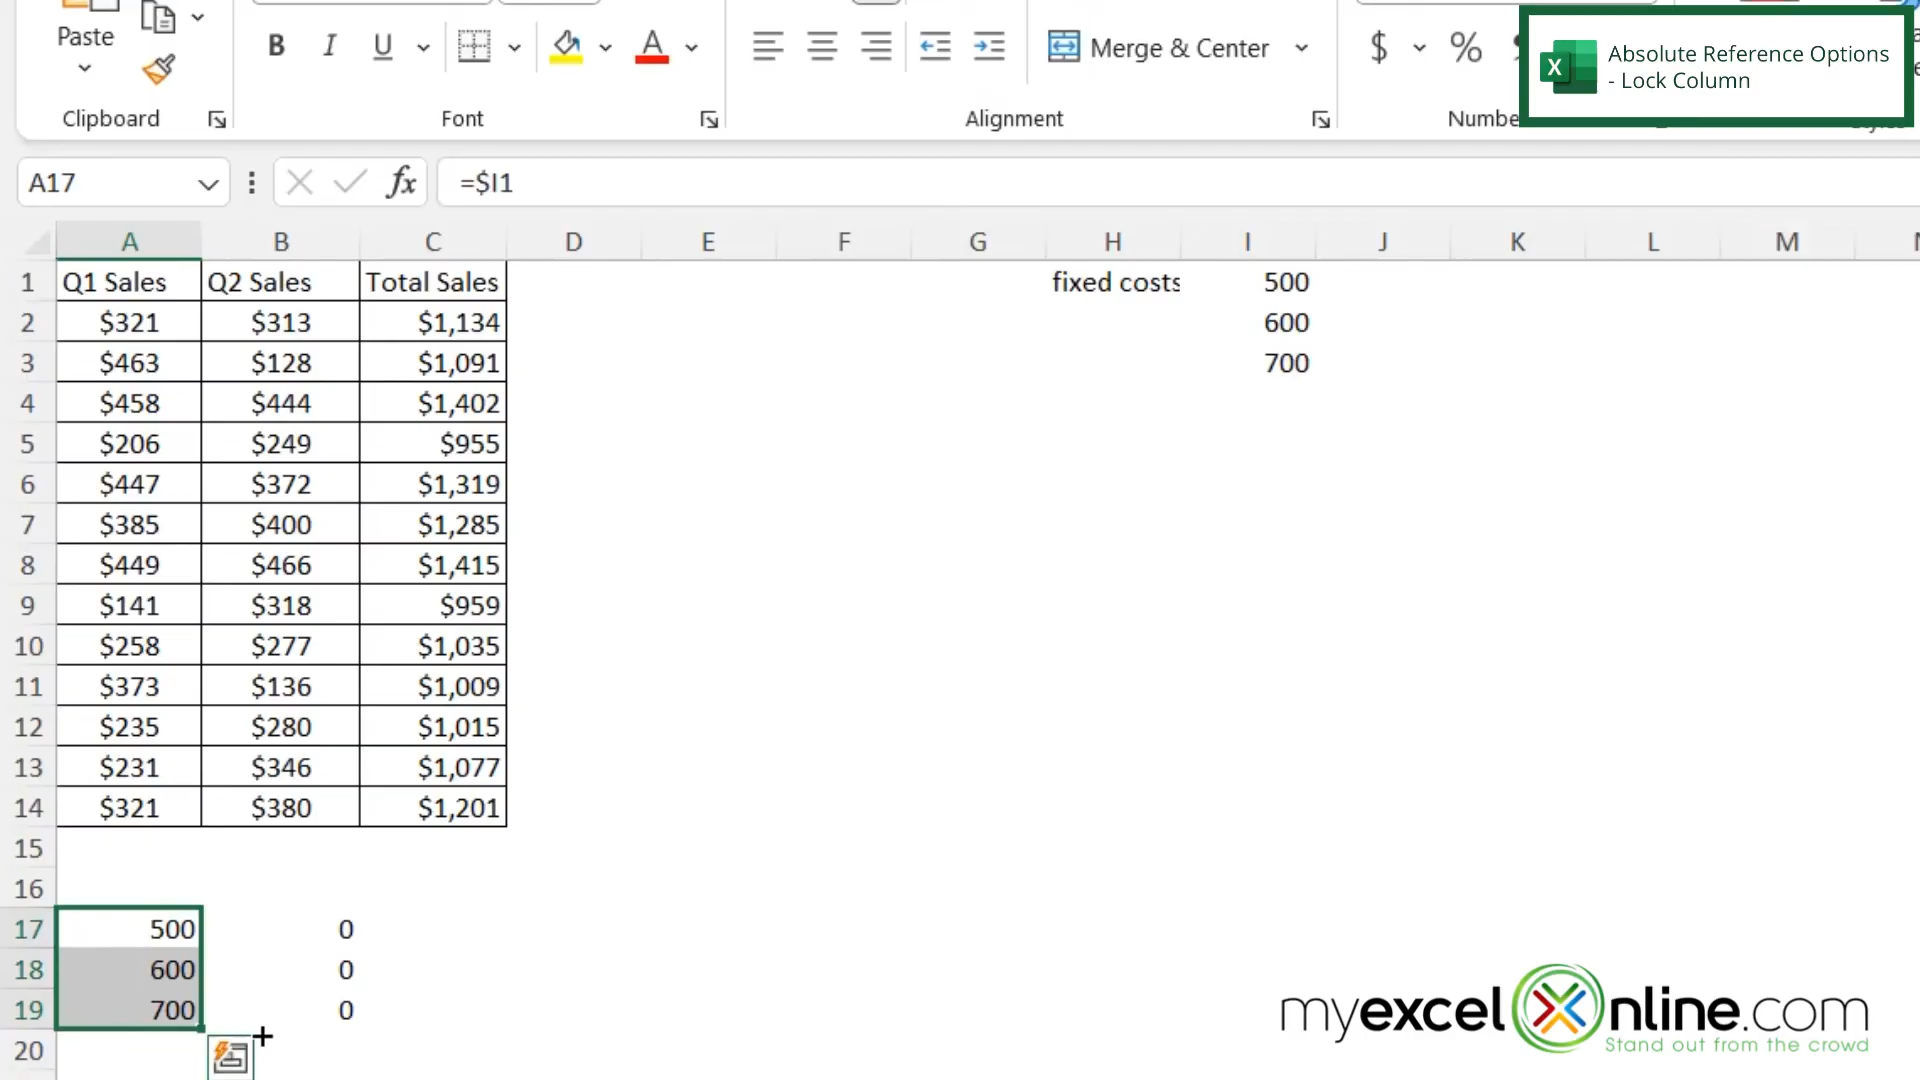 Paste
B I U
A
Merge & Center
$ %
Absolute Reference Options
- Lock Column
Clipboard
Font
Alignment
Numbe
A17
fx
=$I1
A B C D E F G H I J K L M
1 Q1 Sales Q2 Sales Total Sales fixed costs 500
2 $321 $313 $1,134 600
3 $463 $128 $1,091 700
4 $458 $444 $1,402
5 $206 $249 $955
6 $447 $372 $1,319
7 $385 $400 $1,285
8 $449 $466 $1,415
9 $141 $318 $959
10 $258 $277 $1,035
11 $373 $136 $1,009
12 $235 $280 $1,015
13 $231 $346 $1,077
14 $321 $380 $1,201
15
16
17 500 0
18 600 0
19 700 0
20
myexcelOnline.com
Stand out from the crowd